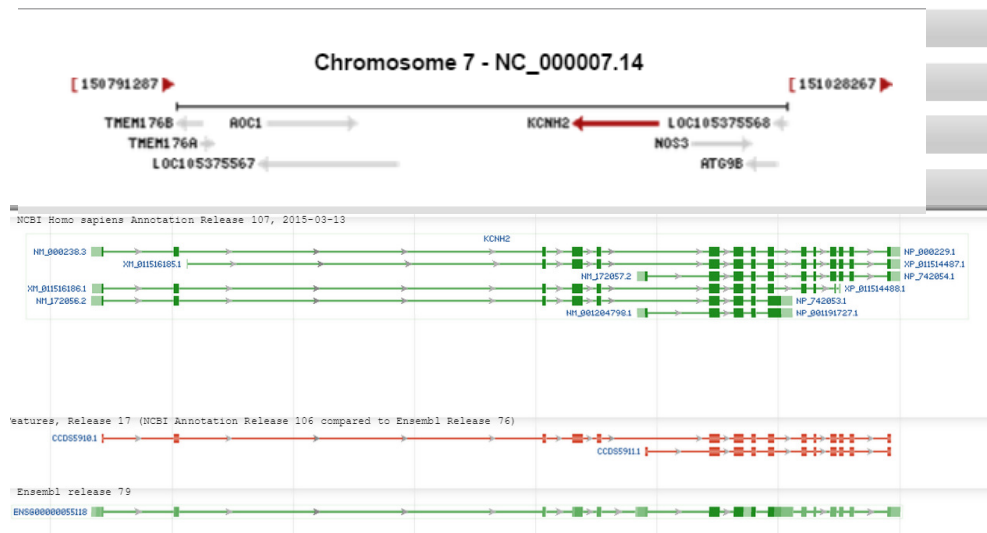 Chromosome 7 - NC_000007.14
[ 150791287
[ 151028267
TMEM176B AOC1 KCNH2 LOC105375568
TMEM176A NOS3
LOC105375567 ATG9B
NCBI Homo sapiens Annotation Release 107, 2015-03-13
KCNH2
NM_000238.3 NP_000229.1
XM_011516185.1 XP_011514487.1
NM_172057.2 NP_742054.1
XM_011516186.1 XP_011514488.1
NM_172056.2 NP_742053.1
NM_001204798.1 NP_001191727.1
eatures, Release 17 (NCBI Annotation Release 106 compared to Ensembl Release 76)
CCDS5910.1
CCDS5911.1
Ensembl release 79
ENSG00000055118